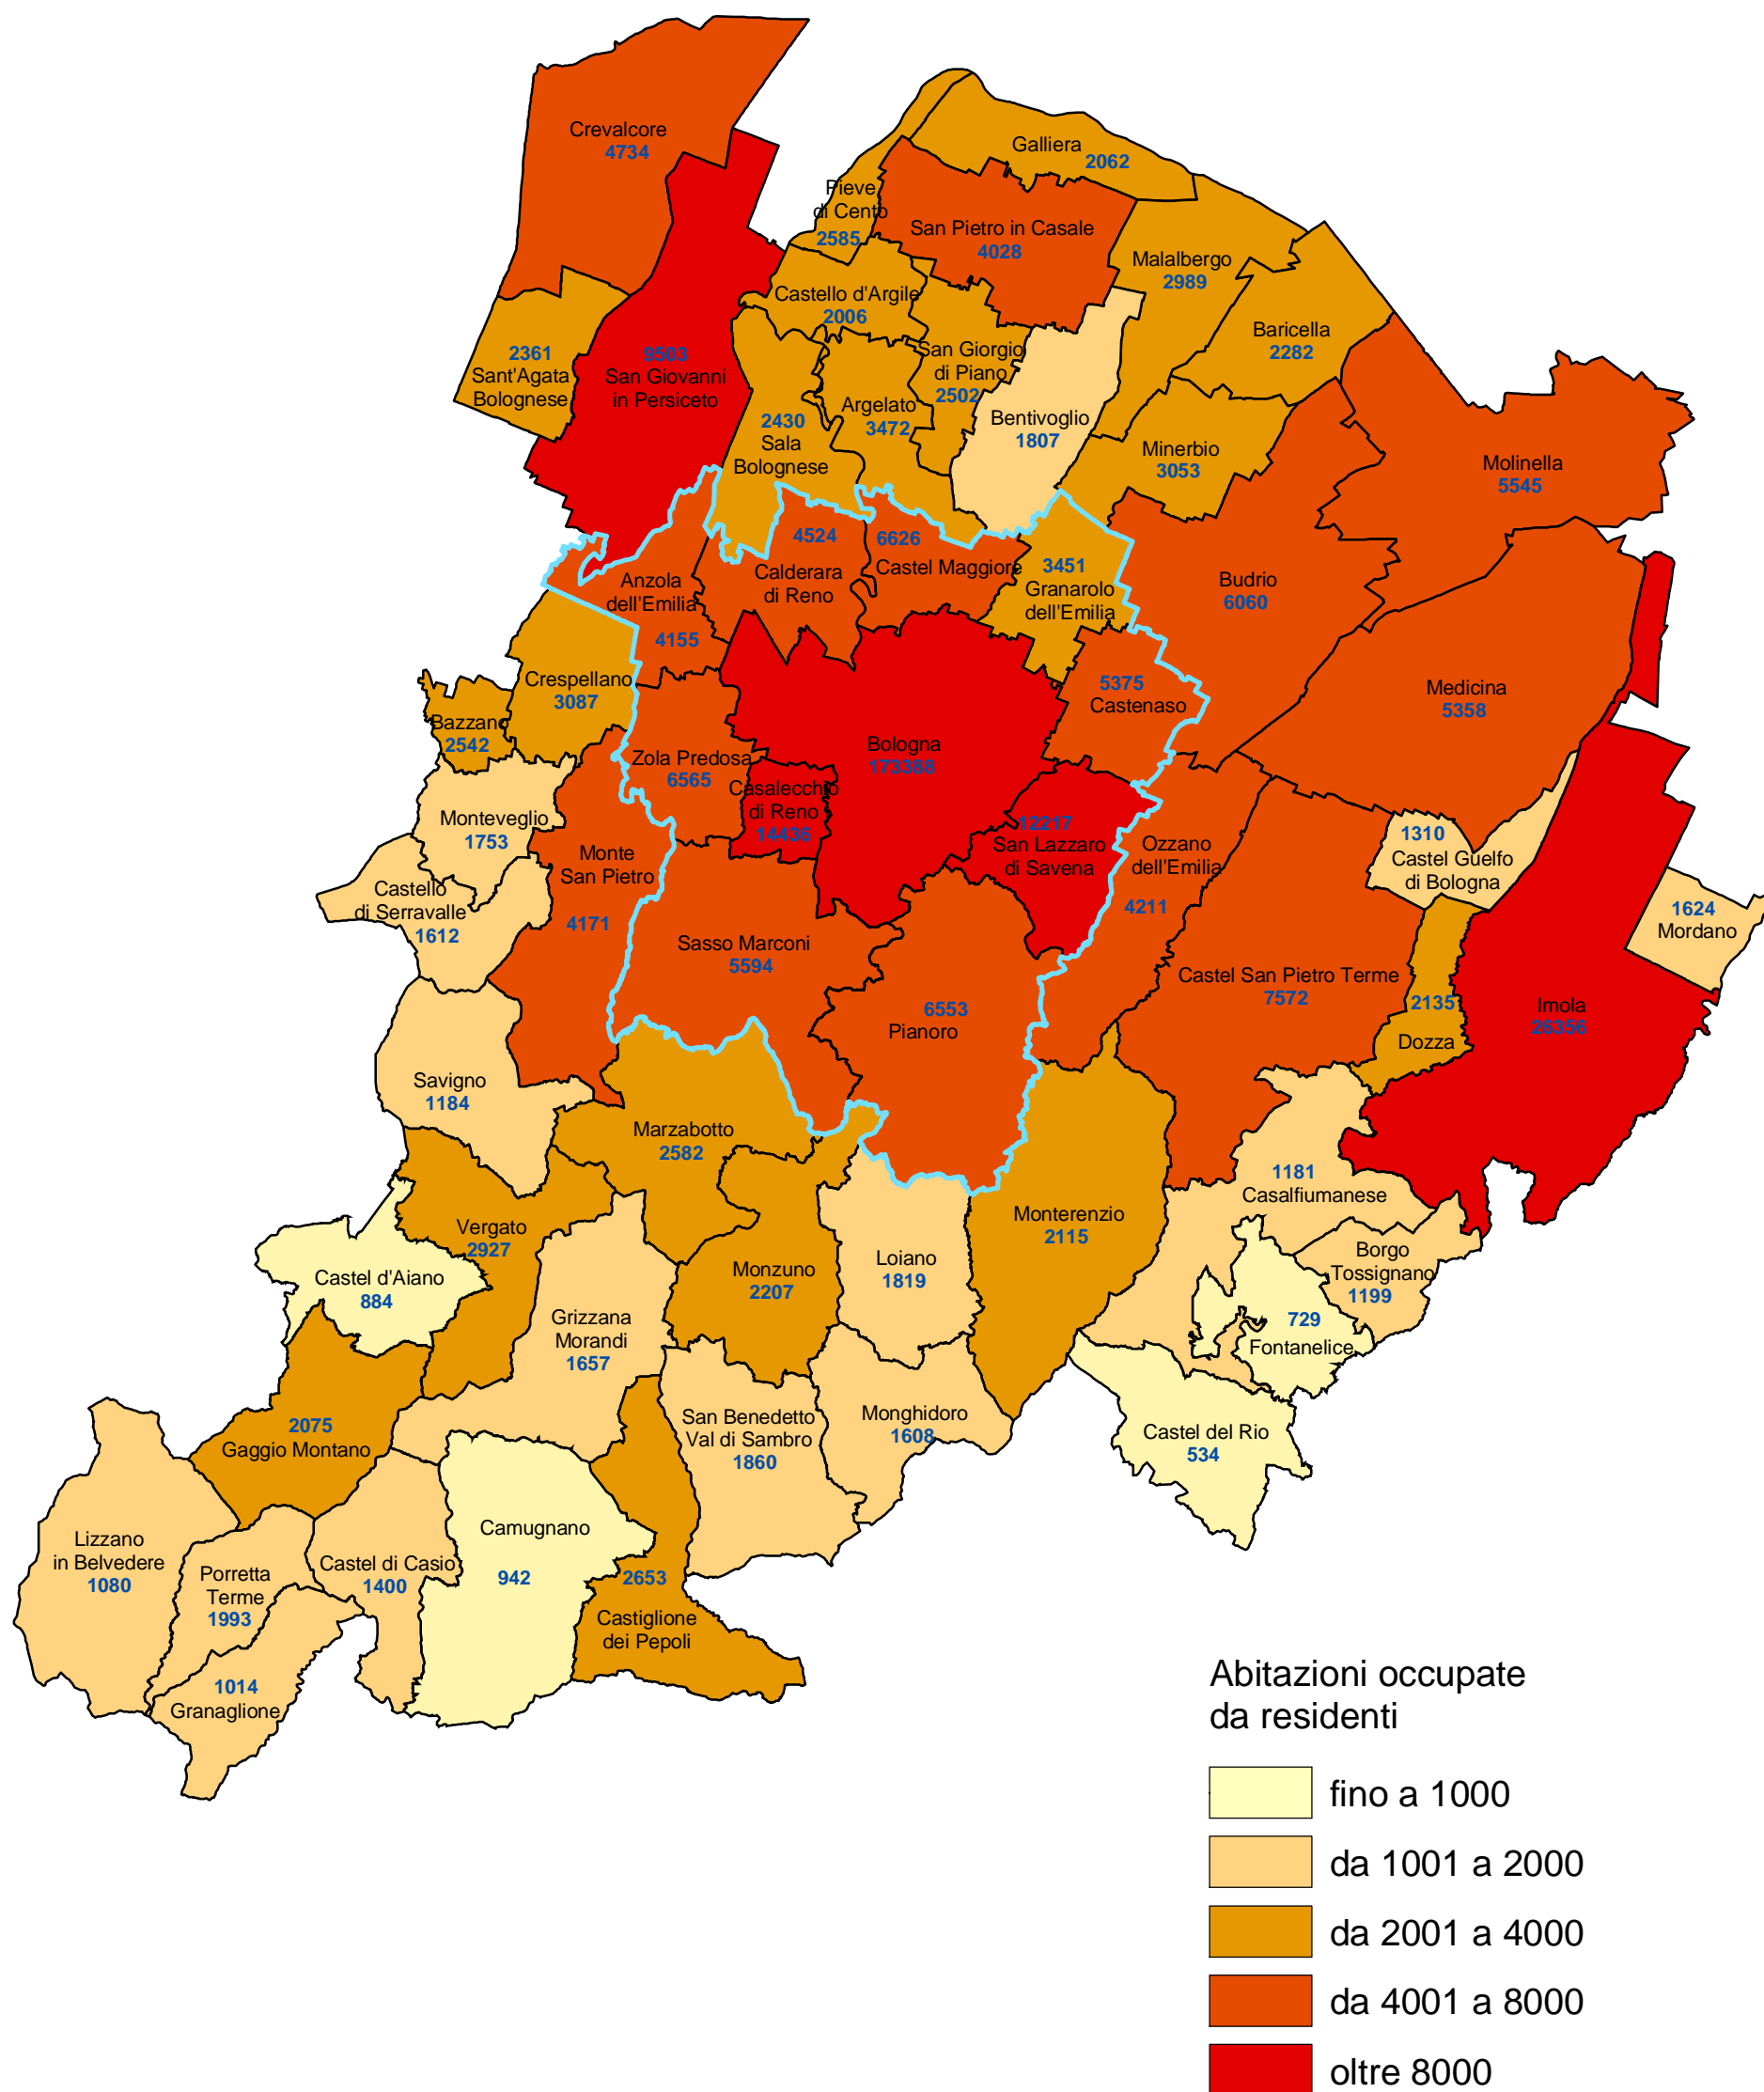 Crevalcore
4734
Galliera
2062
Pieve
di Cento
2585
San Pietro in Casale
4028
Malalbergo
2989
Castello d'Argile
2006
Baricella
2282
2361
Sant'Agata
Bolognese
9503
San Giovanni
in Persiceto
San Giorgio
di Piano
2502
Argelato
3472
2430
Sala
Bolognese
Bentivoglio
1807
Minerbio
3053
Molinella
5545
4524
Calderara
di Reno
6626
Castel Maggiore
3451
Granarolo
dell'Emilia
Anzola
dell'Emilia
4155
Budrio
6060
Crespellano
3087
5375
Castenaso
Medicina
5358
Bazzano
2542
Zola Predosa
6565
Bologna
173388
Casalecchio
di Reno
14436
Monteveglio
1753
12217
San Lazzaro
di Savena
Ozzano
dell'Emilia
4211
1310
Castel Guelfo
di Bologna
Monte
San Pietro
4171
Castello
di Serravalle
1612
1624
Mordano
Sasso Marconi
5594
Castel San Pietro Terme
7572
6553
Pianoro
2135
Dozza
Imola
26356
Savigno
1184
Marzabotto
2582
1181
Casalfiumanese
Vergato
2927
Monterenzio
2115
Castel d'Aiano
884
Monzuno
2207
Loiano
1819
Borgo
Tossignano
1199
Grizzana
Morandi
1657
729
Fontanelice
2075
Gaggio Montano
San Benedetto
Val di Sambro
1860
Monghidoro
1608
Castel del Rio
534
Lizzano
in Belvedere
1080
Porretta
Terme
1993
Castel di Casio
1400
Camugnano
942
2653
Castiglione
dei Pepoli
1014
Granaglione
Abitazioni occupate
da residenti
fino a 1000
da 1001 a 2000
da 2001 a 4000
da 4001 a 8000
oltre 8000